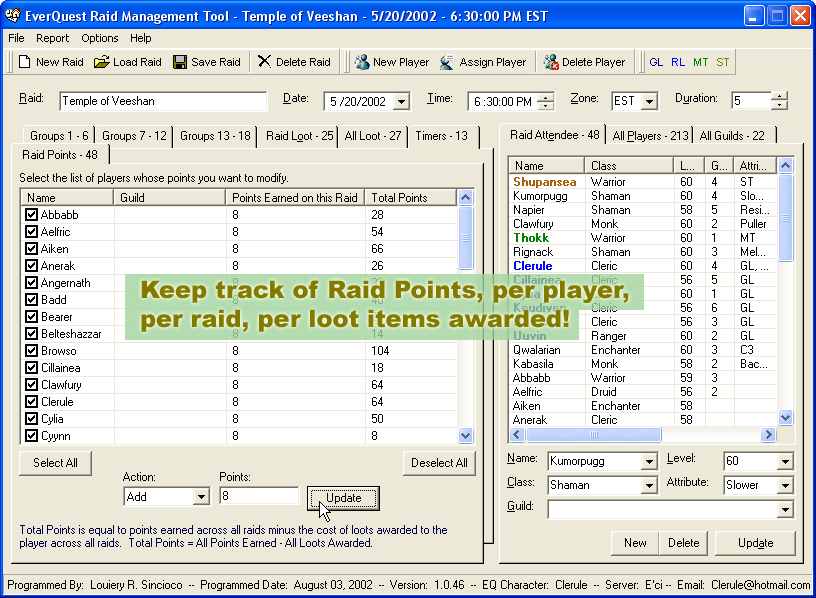 EverQuest Raid Management Tool - Temple of Veeshan - 5/20/2002 - 6:30:00 PM EST
File Report Options Help
New Raid Load Raid Save Raid Delete Raid New Player Assign Player Delete Player GL RL MT ST
Raid: Temple of Veeshan Date: 5 /20/2002 Time: 6 :30:00 PM Zone: EST Duration: 5
Groups 1 - 6 Groups 7 - 12 Groups 13 - 18 Raid Loot - 25 All Loot - 27 Timers - 13
Raid Points - 48
Select the list of players whose points you want to modify.
Name Guild Points Earned on this Raid Total Points
Abbabb 8 28
Aelfric 8 54
Aiken 8 66
Anerak 8 26
Angernath
Badd
Bearer
Belteshazzar 8 14
Browso 8 104
Cillainea 8 18
Clawfury 8 64
Clerule 8 64
Cylia 8 50
Cyynn 8 8
Keep track of Raid Points, per player,
per raid, per loot items awarded!
Select All Deselect All
Action: Points:
Add 8 Update
Total Points is equal to points earned across all raids minus the cost of loots awarded to the
player across all raids. Total Points = All Points Earned - All Loots Awarded.
Raid Attendee - 48 All Players - 213 All Guilds - 22
Name Class L... G... Attri...
Shupansea Warrior 60 4 ST
Kumorpugg Shaman 60 4 Slo...
Napier Shaman 58 5 Resi...
Clawfury Monk 60 2 Puller
Thokk Warrior 60 1 MT
Rignack Shaman 60 3 Mel...
Clerule Cleric 60 4 GL, ...
Cillainea Cleric 56 5 GL
Cleric 60 1 GL
Cleric 56 6 GL
Cleric 56 3 GL
Uuvin Ranger 60 2 GL
Qwalarian Enchanter 60 3 C3
Kabasila Monk 58 2 Bac...
Abbabb Warrior 59 3
Aelfric Druid 56 2
Aiken Enchanter 58
Anerak Cleric 58
Name: Kumorpugg Level: 60
Class: Shaman Attribute: Slower
Guild:
New Delete Update
Programmed By: Louiery R. Sincioco -- Programmed Date: August 03, 2002 -- Version: 1.0.46 -- EQ Character: Clerule -- Server: E'ci -- Email: Clerule@hotmail.com